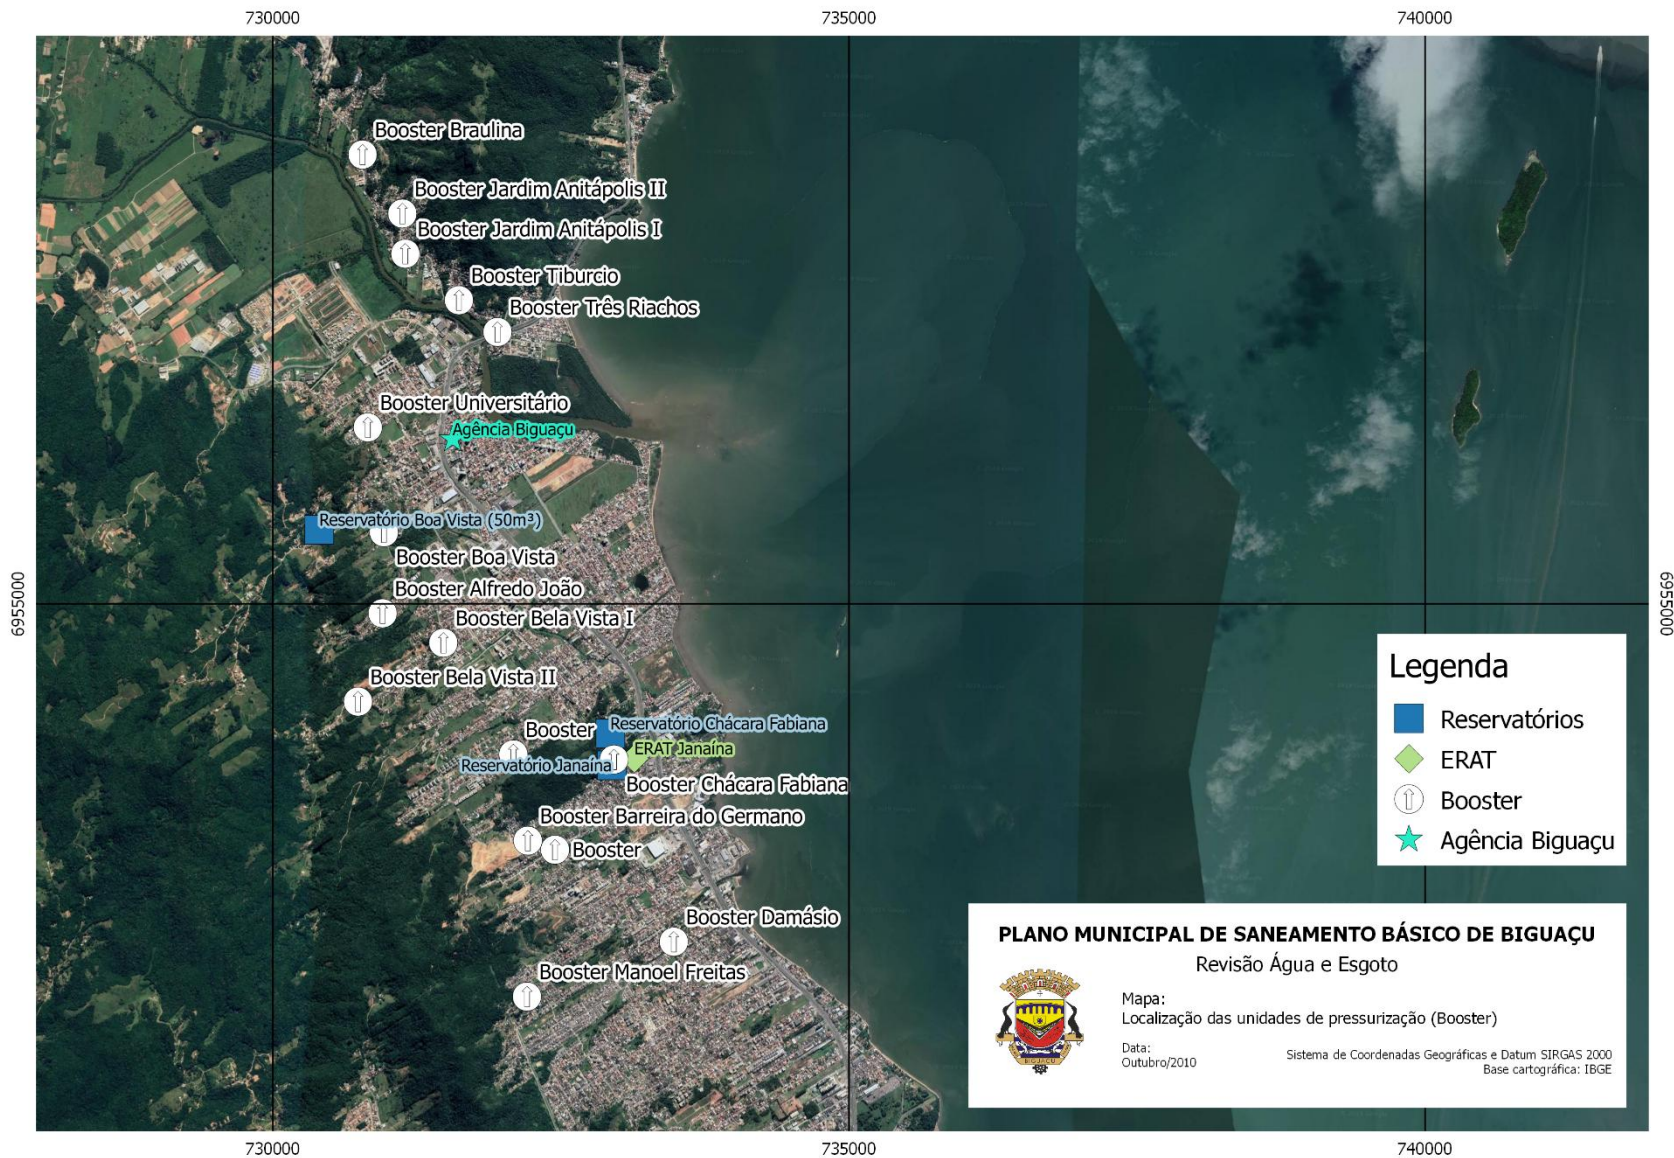 730000
735000
740000
Booster Braulina
Booster Jardim Anitápolis II
Booster Jardim Anitápolis I
Booster Tiburcio
Booster Três Riachos
Booster Universitário
Agência Biguaçu
Reservatório Boa Vista (50m³)
Booster Boa Vista
Booster Alfredo João
6955000
6955000
Booster Bela Vista I
Booster Bela Vista II
Booster
Reservatório Chácara Fabiana
ERAT Janaína
Reservatório Janaína
Booster Chácara Fabiana
Booster Barreira do Germano
Booster
Booster Damásio
Booster Manoel Freitas
Legenda
Reservatórios
ERAT
Booster
Agência Biguaçu
PLANO MUNICIPAL DE SANEAMENTO BÁSICO DE BIGUAÇU
Revisão Água e Esgoto
Mapa:
Localização das unidades de pressurização (Booster)
Data:
Outubro/2010
Sistema de Coordenadas Geográficas e Datum SIRGAS 2000
Base cartográfica: IBGE
BIGUAÇU
730000
735000
740000